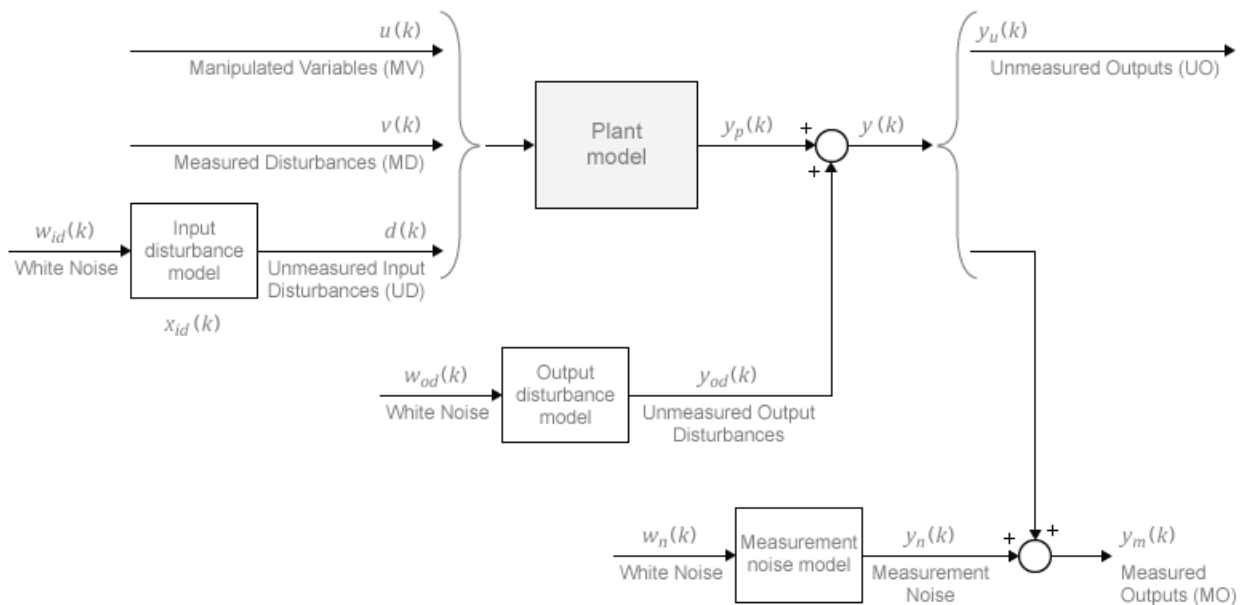 u(k)
Manipulated Variables (MV)
v(k)
Measured Disturbances (MD)
w_id(k)
White Noise
Input
disturbance
model
x_id(k)
d(k)
Unmeasured Input
Disturbances (UD)
Plant
model
y_p(k)
+
+
y(k)
y_u(k)
Unmeasured Outputs (UO)
w_od(k)
White Noise
Output
disturbance
model
y_od(k)
Unmeasured Output
Disturbances
w_n(k)
White Noise
Measurement
noise model
y_n(k)
Measurement
Noise
+
+
y_m(k)
Measured
Outputs (MO)